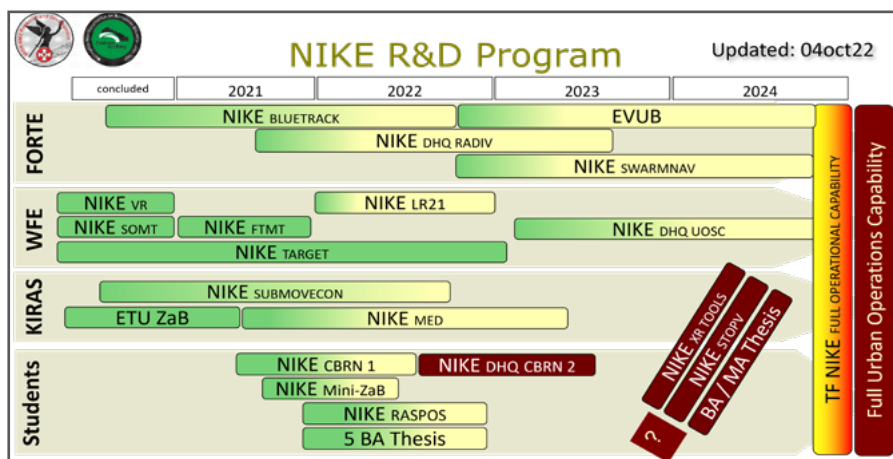 NIKE R&D Program
Updated: 04oct22
concluded 2021 2022 2023 2024
FORTE
NIKE BLUETRACK
EVUB
NIKE DHQ RADIV
NIKE SWARMNAV
WFE
NIKE VR
NIKE LR21
NIKE SOMT
NIKE FTMT
NIKE DHQ UOSC
NIKE TARGET
KIRAS
NIKE SUBMOVECON
ETU ZaB
NIKE MED
Students
NIKE CBRN 1
NIKE DHQ CBRN 2
NIKE Mini-ZaB
NIKE RASPOS
5 BA Thesis
NIKE XR TOOLS
NIKE STOPV
BA / MA Thesis
?
TF NIKE FULL OPERATIONAL CAPABILITY
Full Urban Operations Capability